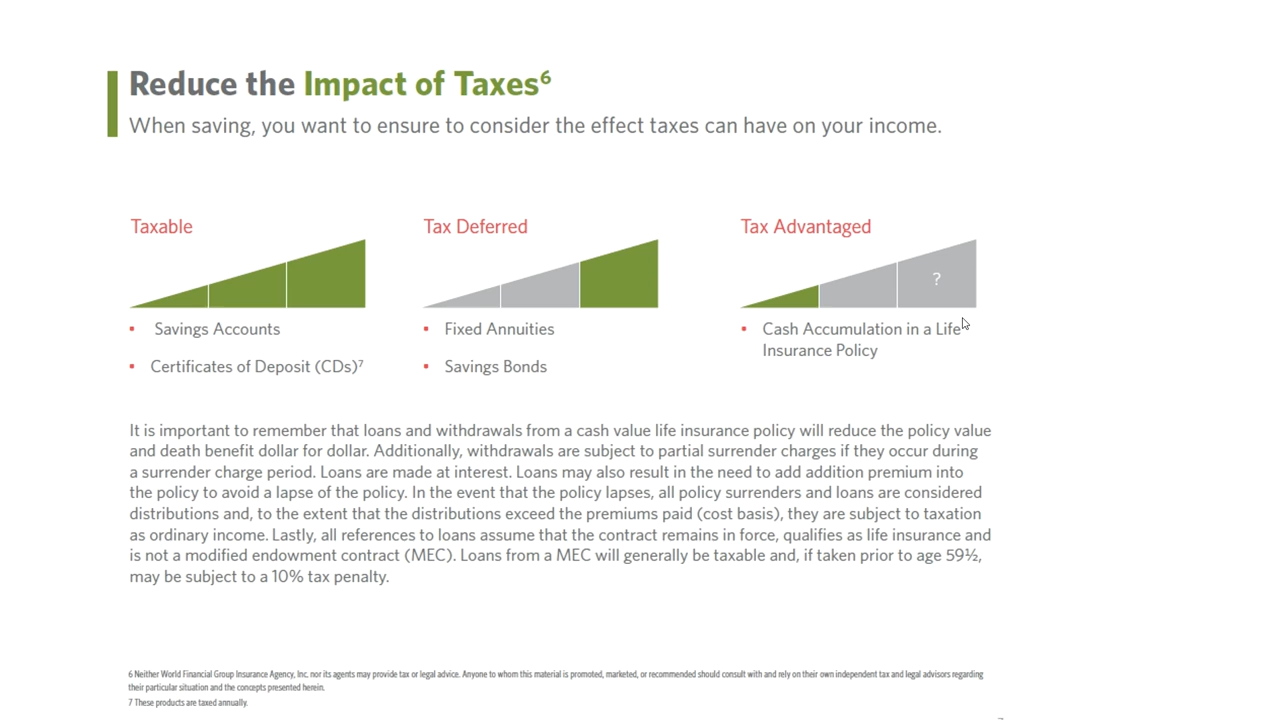 Reduce the Impact of Taxes6
When saving, you want to ensure to consider the effect taxes can have on your income.
Taxable
Savings Accounts
Certificates of Deposit (CDs)7
Tax Deferred
Fixed Annuities
Savings Bonds
Tax Advantaged
?
Cash Accumulation in a Life
Insurance Policy
It is important to remember that loans and withdrawals from a cash value life insurance policy will reduce the policy value
and death benefit dollar for dollar. Additionally, withdrawals are subject to partial surrender charges if they occur during
a surrender charge period. Loans are made at interest. Loans may also result in the need to add addition premium into
the policy to avoid a lapse of the policy. In the event that the policy lapses, all policy surrenders and loans are considered
distributions and, to the extent that the distributions exceed the premiums paid (cost basis), they are subject to taxation
as ordinary income. Lastly, all references to loans assume that the contract remains in force, qualifies as life insurance and
is not a modified endowment contract (MEC). Loans from a MEC will generally be taxable and, if taken prior to age 59½,
may be subject to a 10% tax penalty.
6 Neither World Financial Group Insurance Agency, Inc. nor its agents may provide tax or legal advice. Anyone to whom this material is promoted, marketed, or recommended should consult with and rely on their own independent tax and legal advisors regarding
their particular situation and the concepts presented herein.
7 These products are taxed annually.